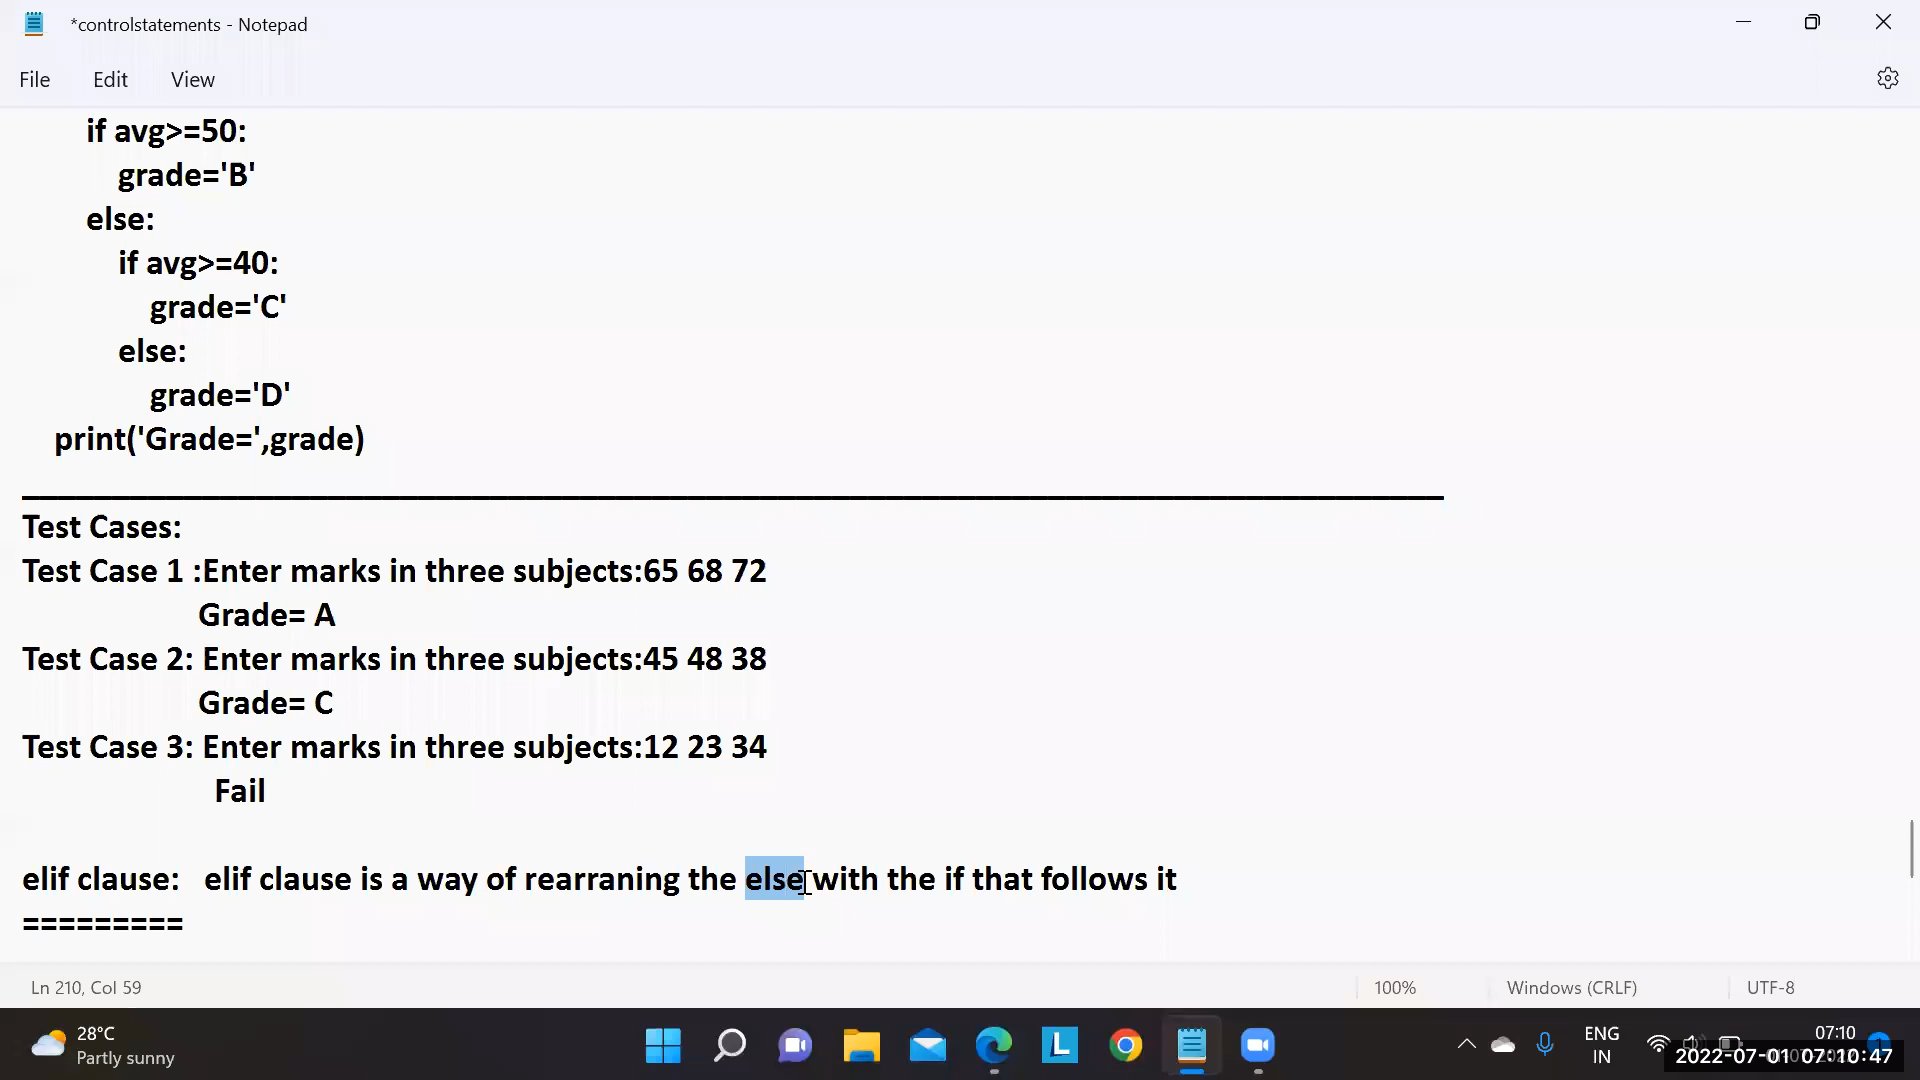 *controlstatements - Notepad
File Edit View
if avg>=50:
grade='B'
else:
if avg>=40:
grade='C'
else:
grade='D'
print('Grade=',grade)
Test Cases:
Test Case 1 :Enter marks in three subjects:65 68 72
Grade= A
Test Case 2: Enter marks in three subjects:45 48 38
Grade= C
Test Case 3: Enter marks in three subjects:12 23 34
Fail
elif clause: elif clause is a way of rearraning the else with the if that follows it
=========
Ln 210, Col 59 100% Windows (CRLF) UTF-8
28°C
Partly sunny
L
ENG
IN
07:10
2022-07-01 07:10:47